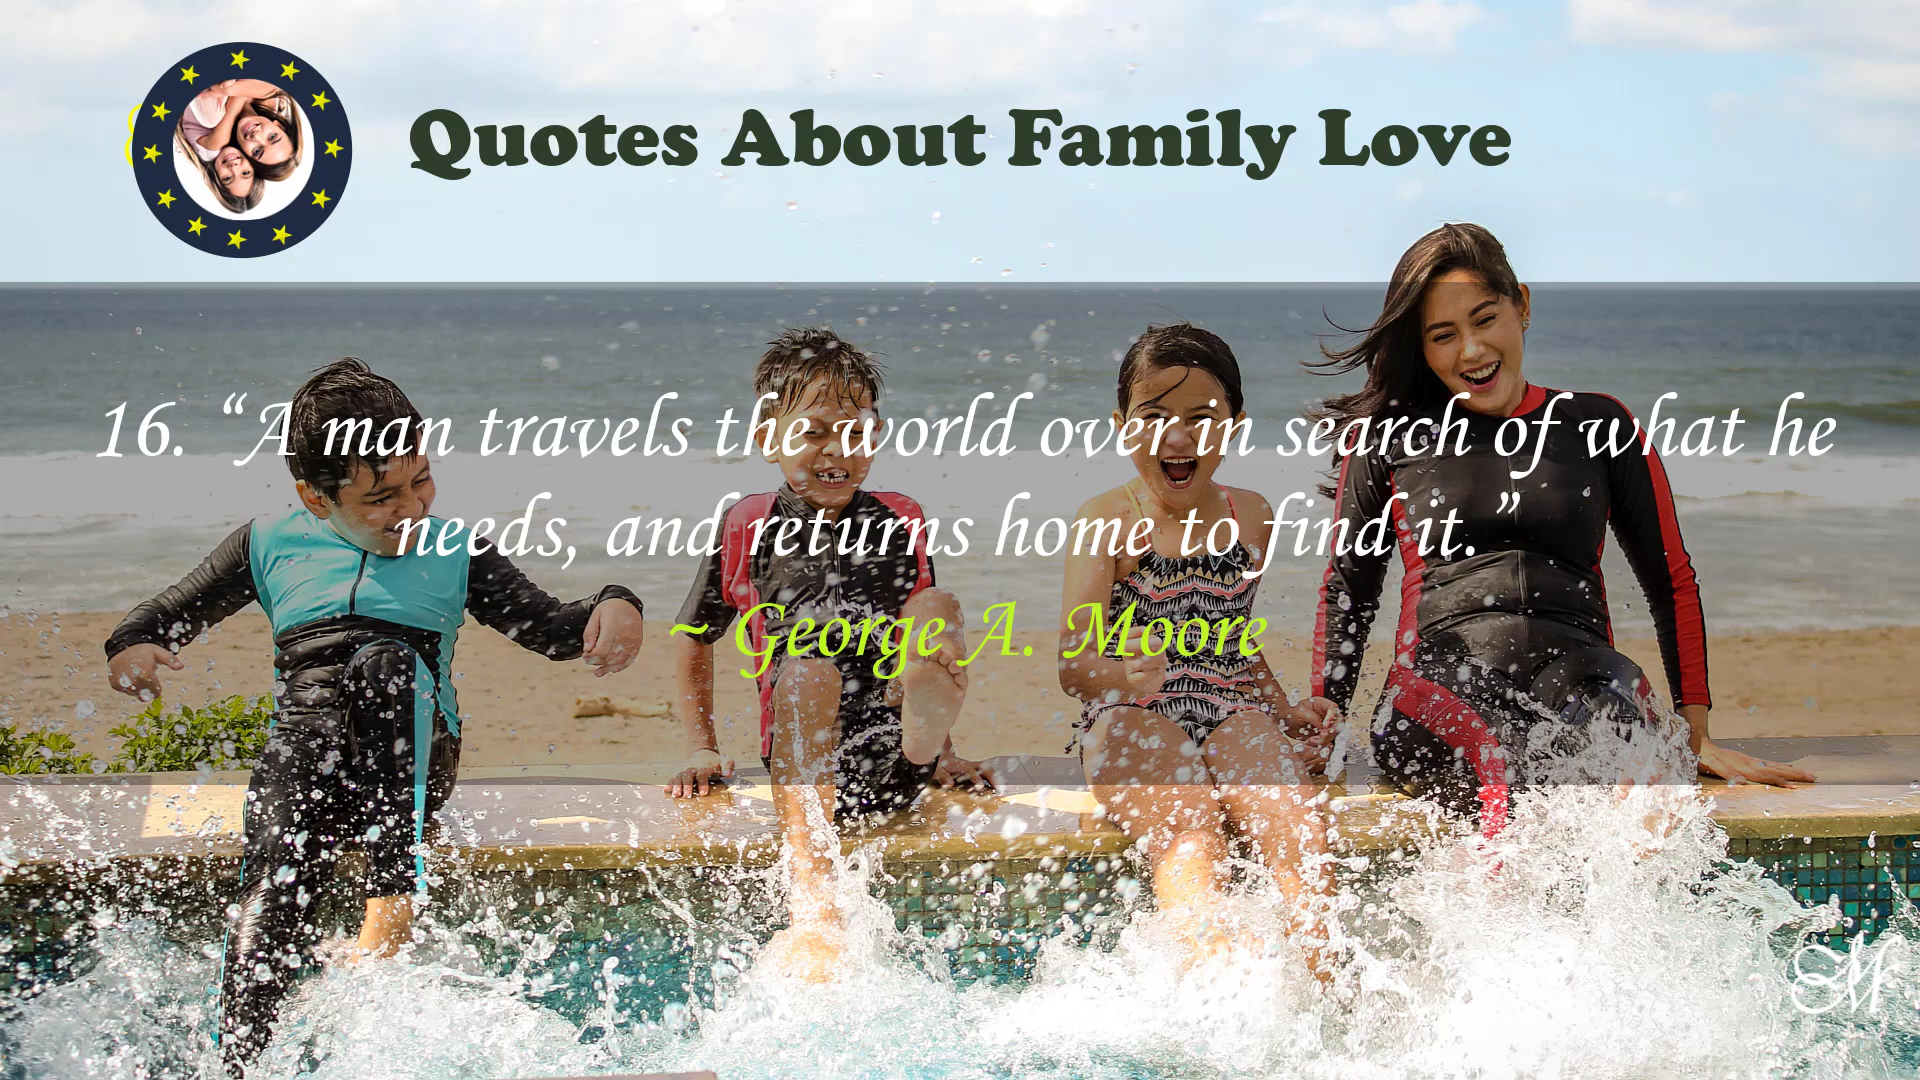 Quotes About Family Love
16. “A man travels the world over in search of what he
needs, and returns home to find it.”
~ George A. Moore
M